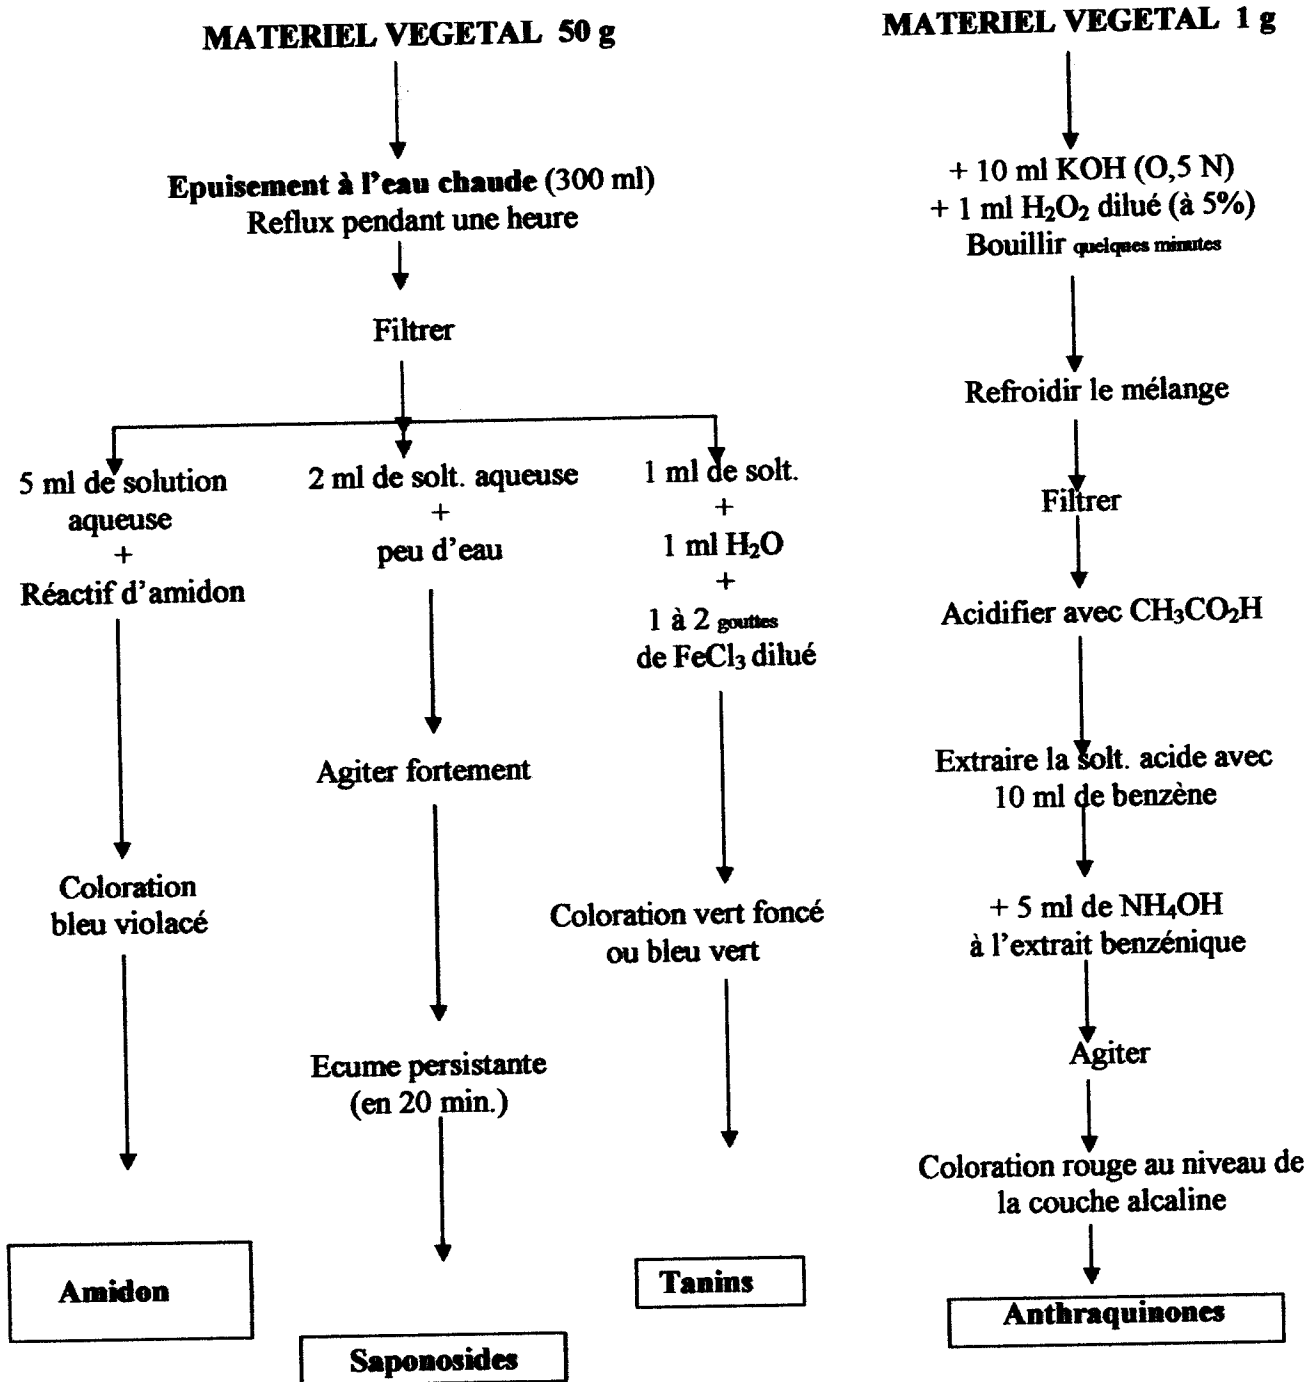 MATERIEL VEGETAL 50 g
Epuisement à l'eau chaude (300 ml)
Reflux pendant une heure
Filtrer
5 ml de solution
aqueuse
+
Réactif d'amidon
Coloration
bleu violacé
Amidon
2 ml de solt. aqueuse
+
peu d'eau
Agiter fortement
Ecume persistante
(en 20 min.)
Saponosides
1 ml de solt.
+
1 ml H₂O
+
1 à 2 gouttes
de FeCl₃ dilué
Coloration vert foncé
ou bleu vert
Tanins
MATERIEL VEGETAL 1 g
+ 10 ml KOH (O,5 N)
+ 1 ml H₂O₂ dilué (à 5%)
Bouillir quelques minutes
Refroidir le mélange
Filtrer
Acidifier avec CH₃CO₂H
Extraire la solt. acide avec
10 ml de benzène
+ 5 ml de NH₄OH
à l'extrait benzénique
Agiter
Coloration rouge au niveau de
la couche alcaline
Anthraquinones